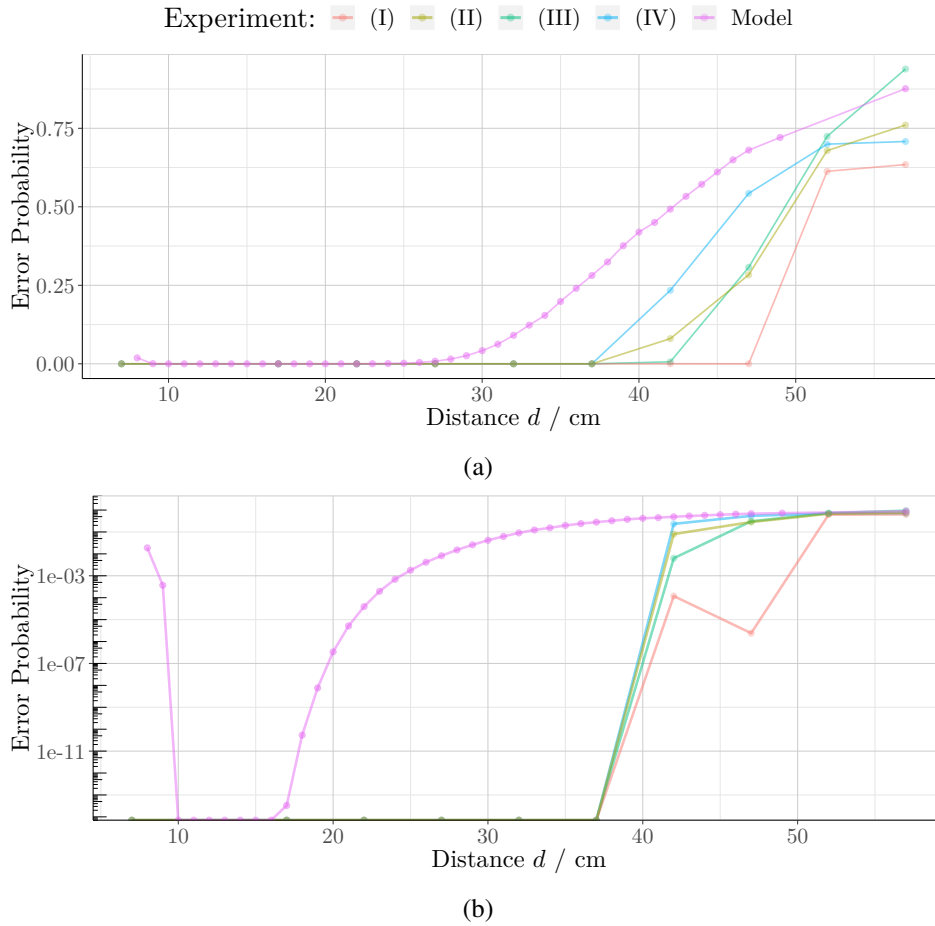 Experiment: (I) (II) (III) (IV) Model
Error Probability
0.75
0.50
0.25
0.00
10 20 30 40 50
Distance d / cm
(a)
Error Probability
1e-03
1e-07
1e-11
10 20 30 40 50
Distance d / cm
(b)